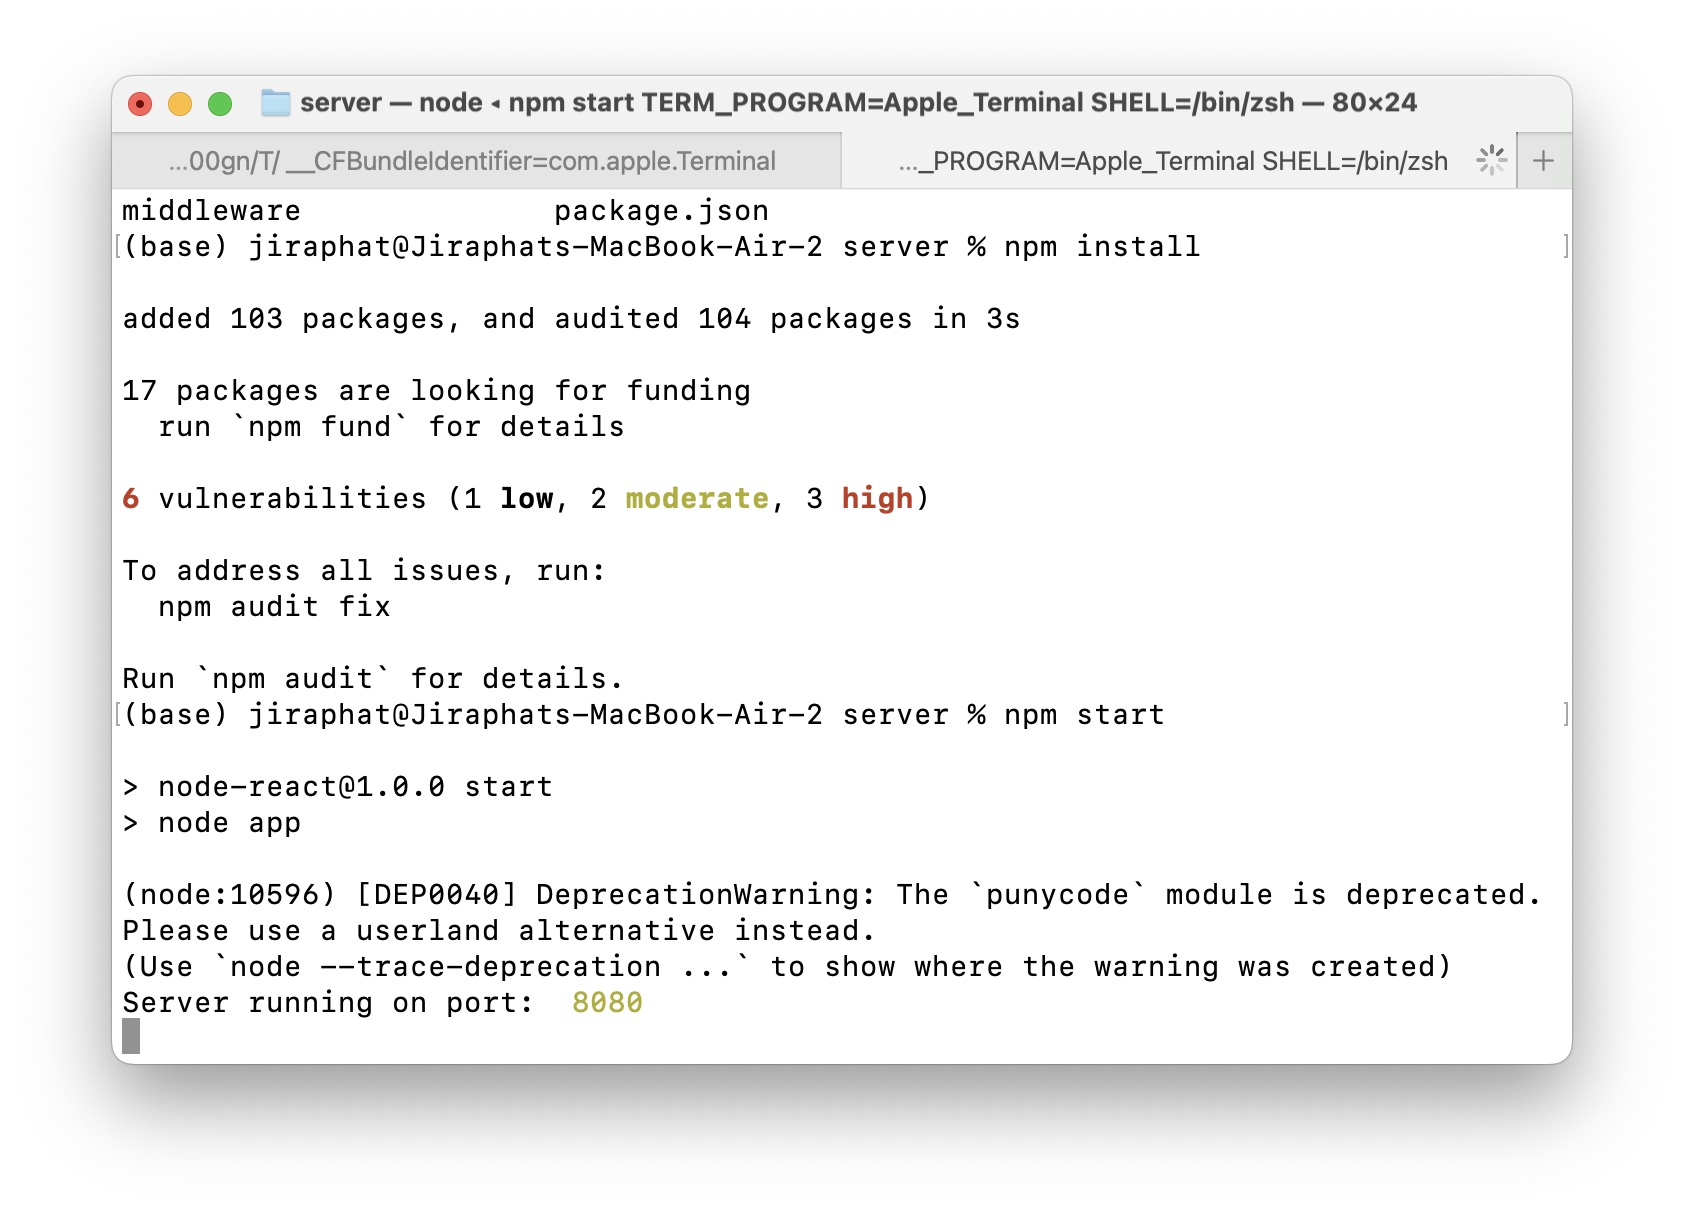 server — node ◂ npm start TERM_PROGRAM=Apple_Terminal SHELL=/bin/zsh — 80×24
...00gn/T/ __CFBundleIdentifier=com.apple.Terminal
..._PROGRAM=Apple_Terminal SHELL=/bin/zsh +
middleware              package.json
[(base) jiraphat@Jiraphats-MacBook-Air-2 server % npm install ]
added 103 packages, and audited 104 packages in 3s
17 packages are looking for funding
  run `npm fund` for details
6 vulnerabilities (1 low, 2 moderate, 3 high)
To address all issues, run:
  npm audit fix
Run `npm audit` for details.
[(base) jiraphat@Jiraphats-MacBook-Air-2 server % npm start ]
> node-react@1.0.0 start
> node app
(node:10596) [DEP0040] DeprecationWarning: The `punycode` module is deprecated.
Please use a userland alternative instead.
(Use `node --trace-deprecation ...` to show where the warning was created)
Server running on port:  8080